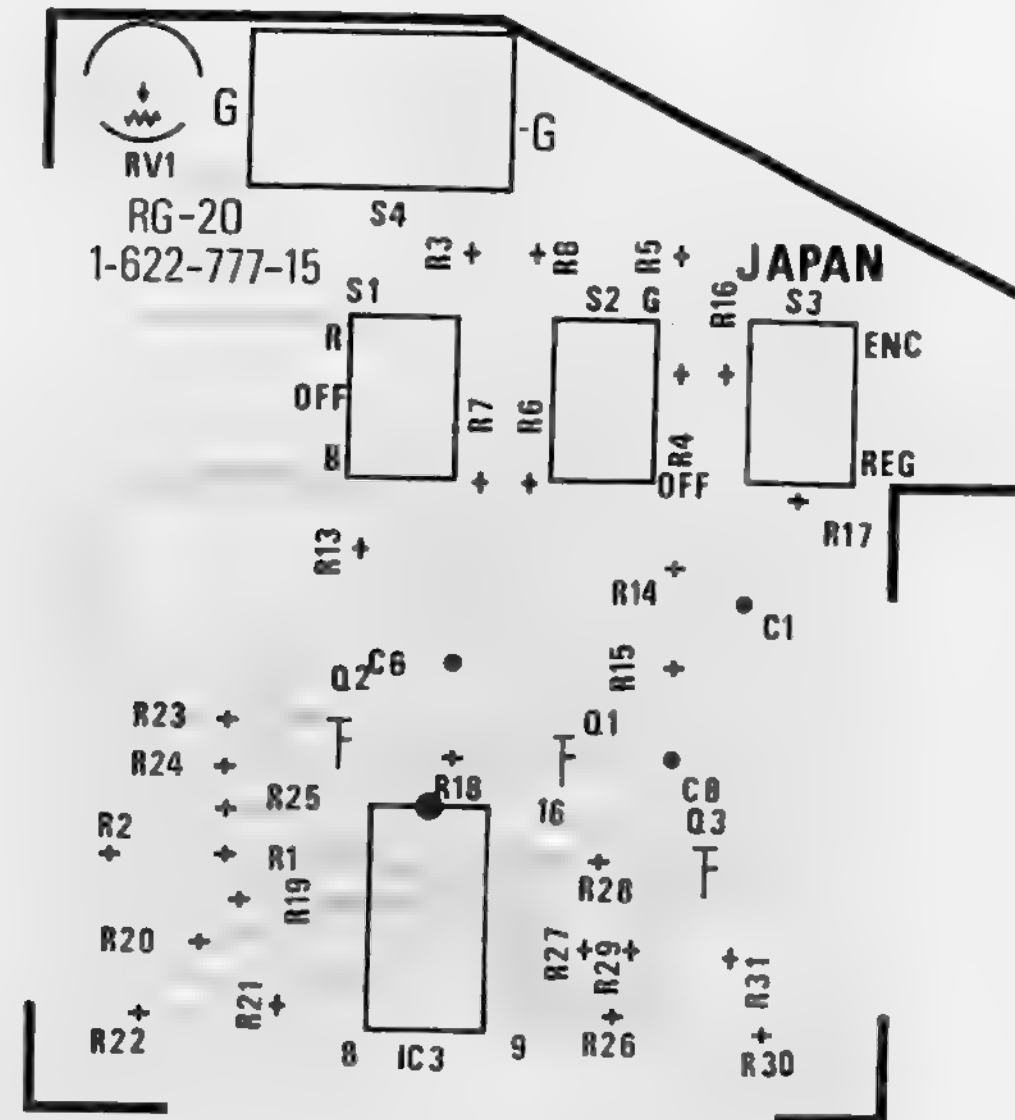 G
-G
RV1
RG-20
S4
1-622-777-15
R3
R8
R5
JAPAN
S1
S2
G
R16
S3
R
ENC
OFF
R7
R6
R4
B
OFF
REG
R13
R17
R14
C1
Q2
C6
R15
R23
Q1
R24
R18
C8
R25
16
Q3
R2
R1
R28
R19
R20
R27
R29
R31
R21
R22
8
IC3
9
R26
R30